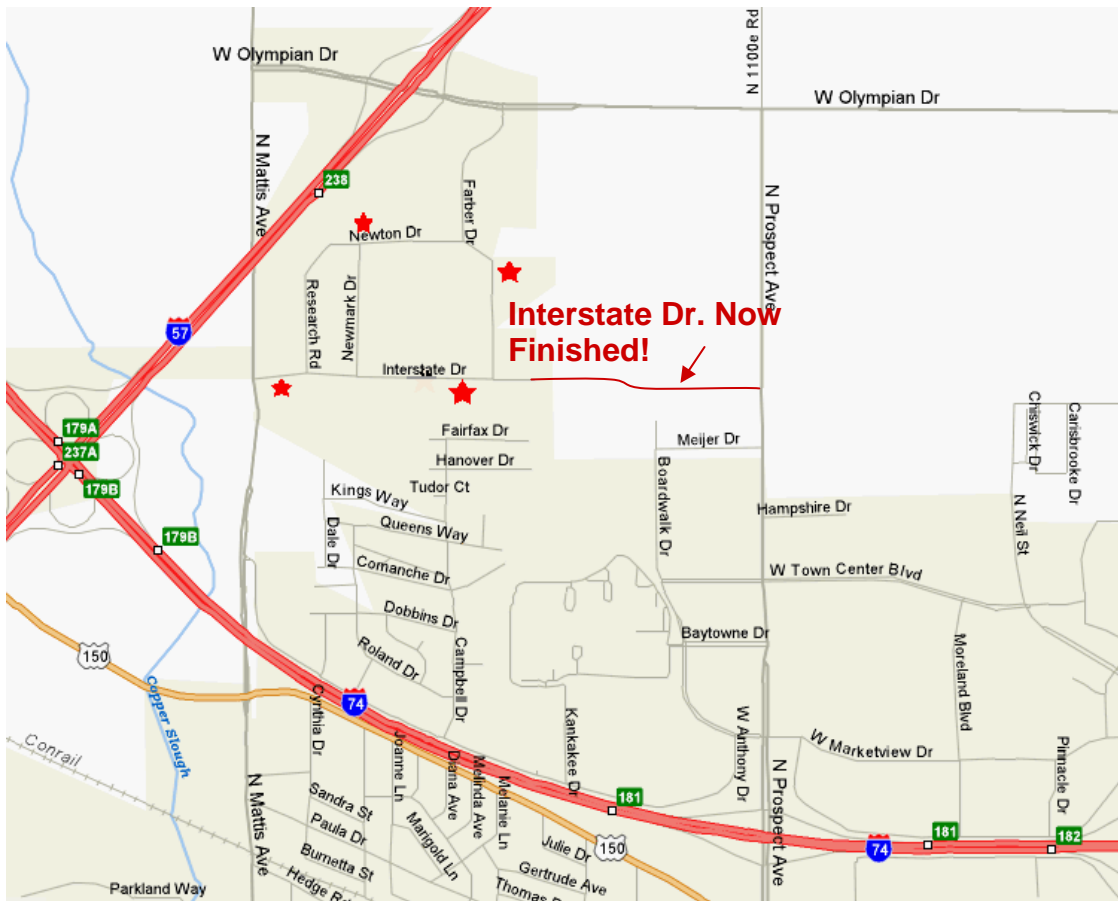 W Olympian Dr
N 1100e Rd
W Olympian Dr
N Mattis Ave
238
Farber Dr
N Prospect Ave
Newton Dr
Research Rd
Newmark Dr
57
Interstate Dr. Now
Finished!
Interstate Dr
179A
237A
179B
179B
Fairfax Dr
Hanover Dr
Tudor Ct
Kings Way
Queens Way
Dale Dr
Comanche Dr
Dobbins Dr
Roland Dr
Campbell Dr
Meijer Dr
Boardwalk Dr
Hampshire Dr
Chiswick Dr
Carisbrooke Dr
N Neil St
W Town Center Blvd
Baytowne Dr
Moreland Blvd
150
Copper Slough
Conrail
74
Cynthia Dr
Joanne Ln
Diana Ave
Melinda Ave
Melanie Ln
Kankakee Dr
W Anthony Dr
W Marketview Dr
Pinnacle Dr
N Mattis Ave
Sandra St
Paula Dr
Burnetta St
Marigold Ln
181
150
Julie Dr
Gertrude Ave
N Prospect Ave
74
181
182
Parkland Way
Hedge
Thomas